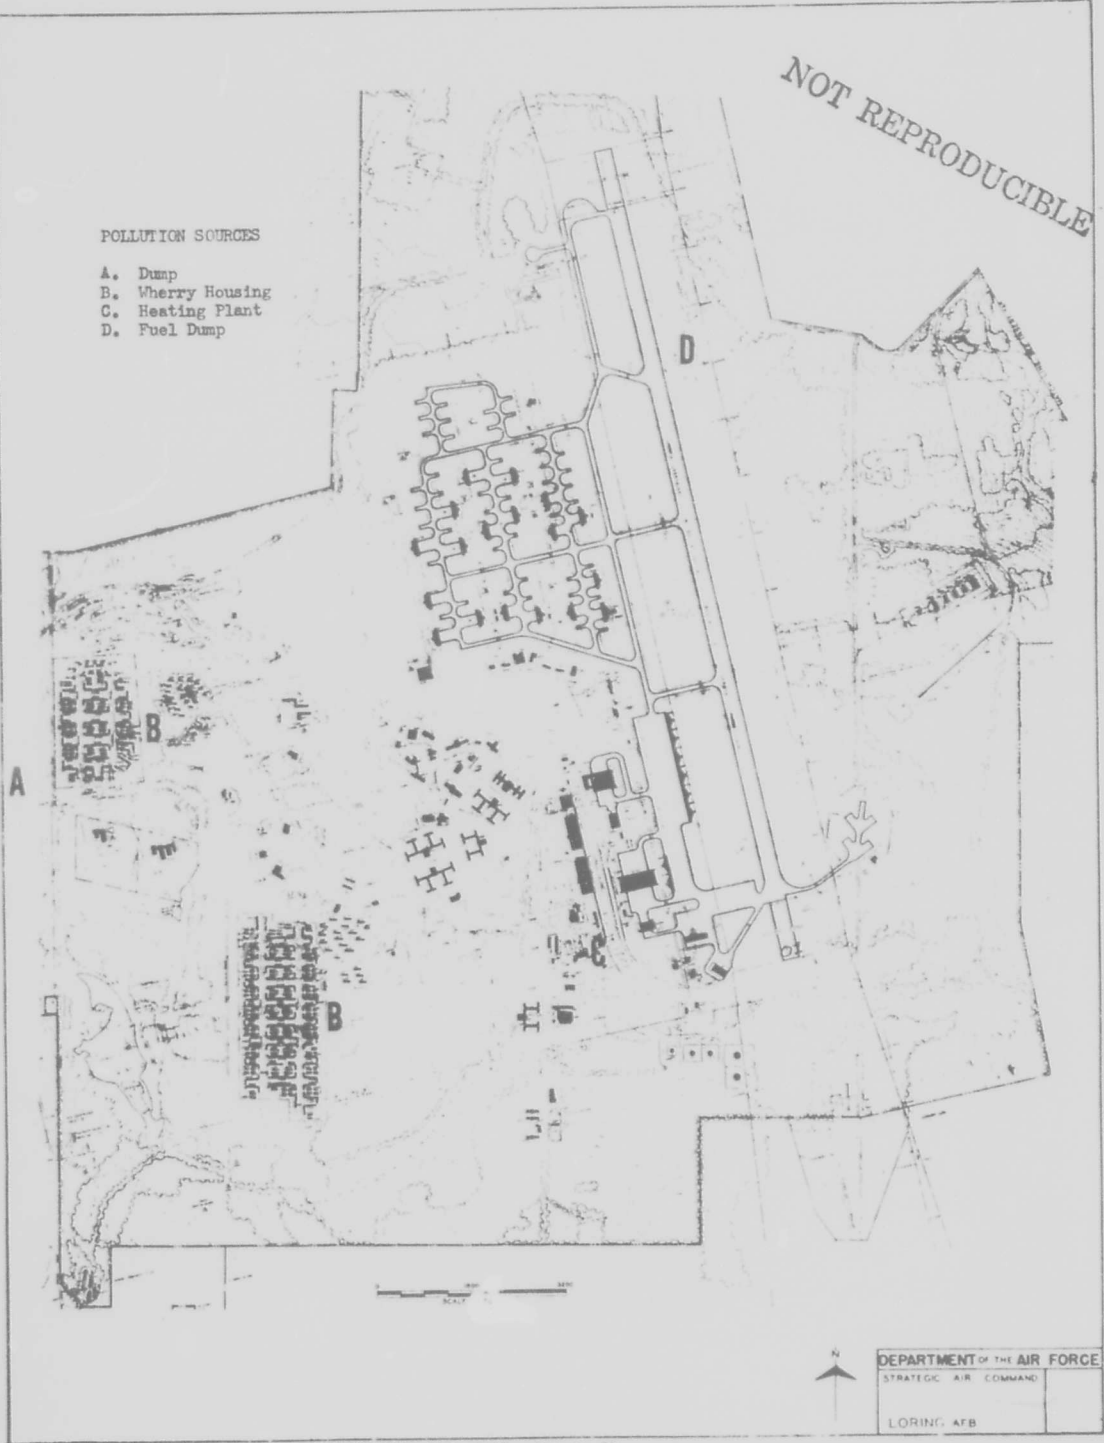 NOT REPRODUCIBLE
POLLUTION SOURCES
A. Dump
B. Wherry Housing
C. Heating Plant
D. Fuel Dump
D
B
A
C
B
SCALE
N
DEPARTMENT OF THE AIR FORCE
STRATEGIC AIR COMMAND
LORING AFB